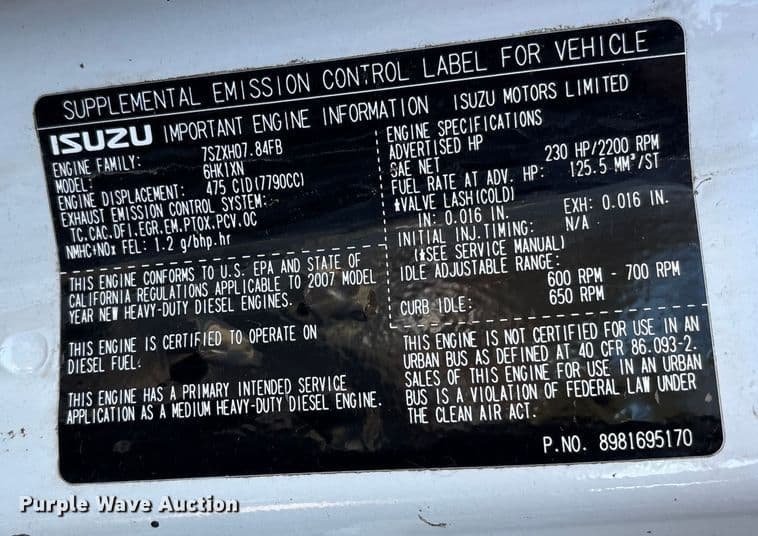 SUPPLEMENTAL EMISSION CONTROL LABEL FOR VEHICLE
ISUZU IMPORTANT ENGINE INFORMATION ISUZU MOTORS LIMITED
ENGINE FAMILY: 7SZXH07.84FB
MODEL: 6HK1XN
ENGINE DISPLACEMENT: 475 CID(7790CC)
EXHAUST EMISSION CONTROL SYSTEM:
TC.CAC.DFI.EGR.EM.PTOX.PCV.OC
NMHC+NOx FEL: 1.2 g/bhp.hr
THIS ENGINE CONFORMS TO U.S. EPA AND STATE OF
CALIFORNIA REGULATIONS APPLICABLE TO 2007 MODEL
YEAR NEW HEAVY-DUTY DIESEL ENGINES.
THIS ENGINE IS CERTIFIED TO OPERATE ON
DIESEL FUEL.
THIS ENGINE HAS A PRIMARY INTENDED SERVICE
APPLICATION AS A MEDIUM HEAVY-DUTY DIESEL ENGINE.
ENGINE SPECIFICATIONS
ADVERTISED HP
SAE NET 230 HP/2200 RPM
FUEL RATE AT ADV. HP: 125.5 MM³/ST
*VALVE LASH(COLD)
IN: 0.016 IN. EXH: 0.016 IN.
INITIAL INJ.TIMING: N/A
(*SEE SERVICE MANUAL)
IDLE ADJUSTABLE RANGE:
600 RPM - 700 RPM
CURB IDLE: 650 RPM
THIS ENGINE IS NOT CERTIFIED FOR USE IN AN
URBAN BUS AS DEFINED AT 40 CFR 86.093-2.
SALES OF THIS ENGINE FOR USE IN AN URBAN
BUS IS A VIOLATION OF FEDERAL LAW UNDER
THE CLEAN AIR ACT.
P.NO. 8981695170
Purple Wave Auction